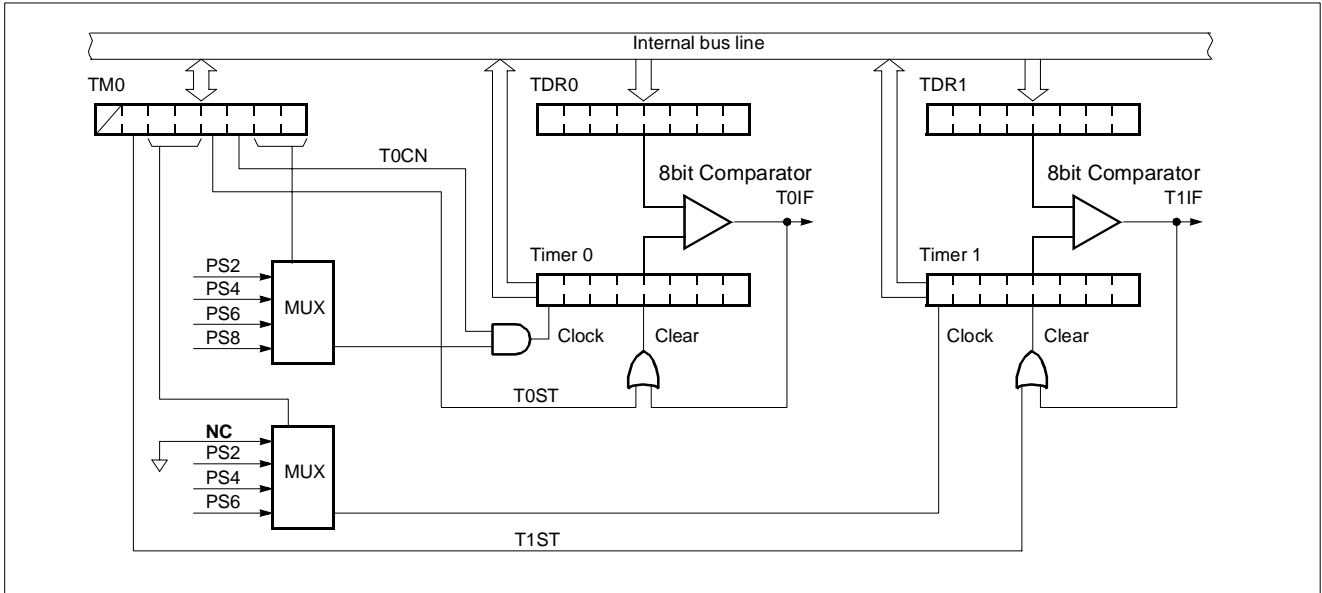 Internal bus line
TM0
TDR0
TDR1
T0CN
8bit Comparator
T0IF
8bit Comparator
T1IF
Timer 0
Timer 1
PS2
PS4
PS6
PS8
MUX
Clock
Clear
Clock
Clear
T0ST
NC
PS2
PS4
PS6
MUX
T1ST